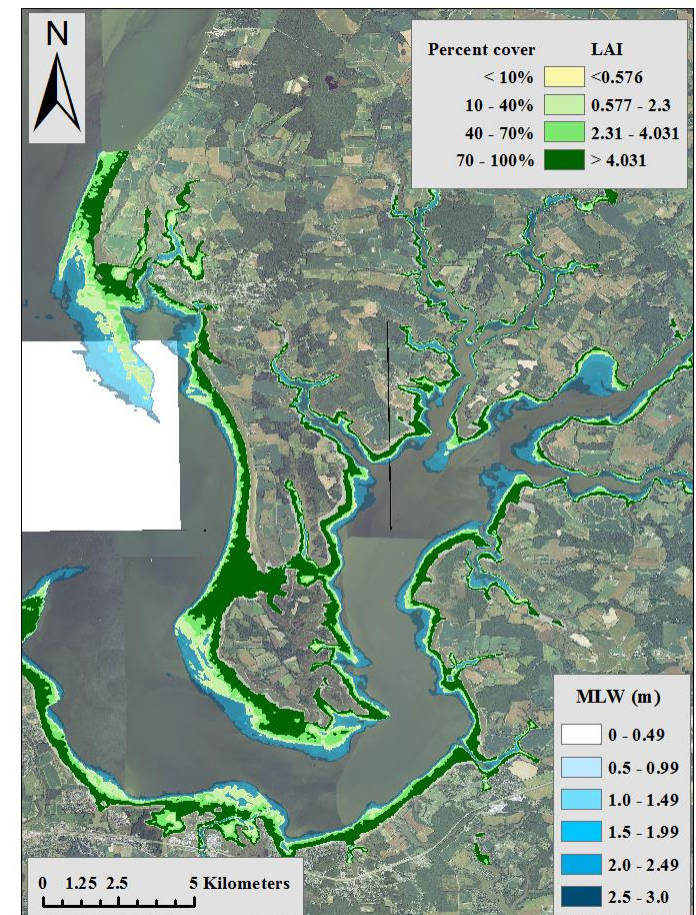 N
Percent cover LAI
< 10% <0.576
10 - 40% 0.577 - 2.3
40 - 70% 2.31 - 4.031
70 - 100% > 4.031
MLW (m)
0 - 0.49
0.5 - 0.99
1.0 - 1.49
1.5 - 1.99
2.0 - 2.49
2.5 - 3.0
0 1.25 2.5 5 Kilometers